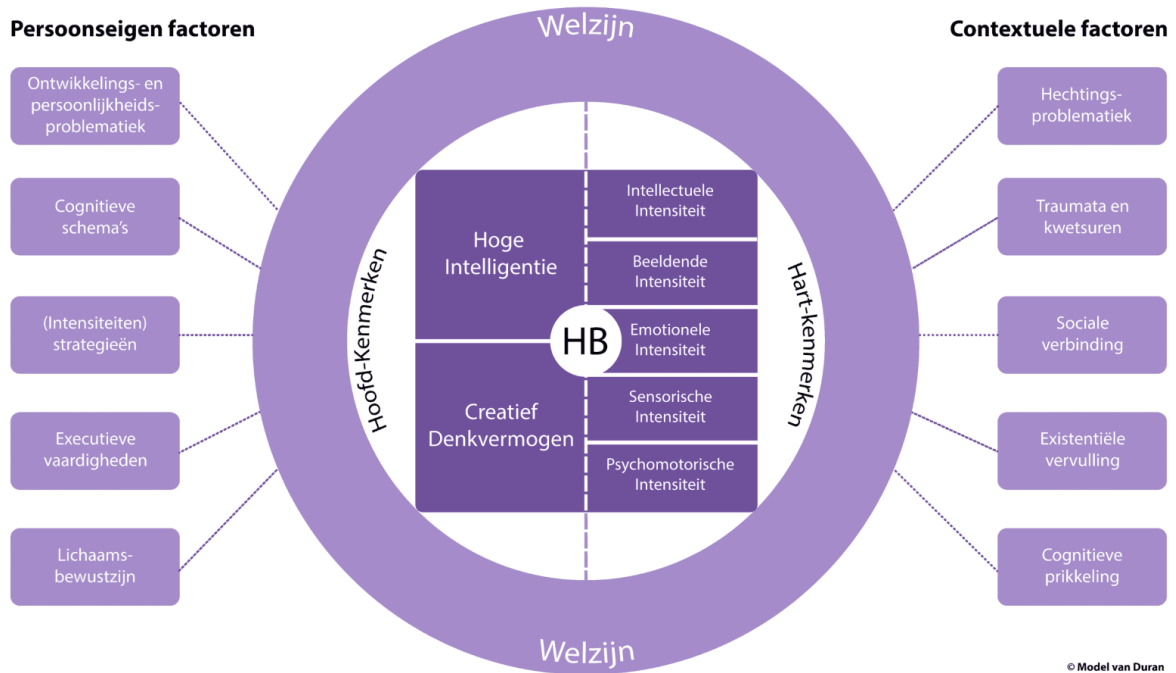 Persoonseigen factoren
Ontwikkelings- en
persoonlijkheids-
problematiek
Cognitieve
schema's
(Intensiteiten)
strategieën
Executieve
vaardigheden
Lichaams-
bewustzijn
Welzijn
Hoofd-Kenmerken
Hoge
Intelligentie
Creatief
Denkvermogen
HB
Intellectuele
Intensiteit
Beeldende
Intensiteit
Emotionele
Intensiteit
Sensorische
Intensiteit
Psychomotorische
Intensiteit
Hart-kenmerken
Welzijn
Contextuele factoren
Hechtings-
problematiek
Traumata en
kwetsuren
Sociale
verbinding
Existentiële
vervulling
Cognitieve
prikkeling
© Model van Duran